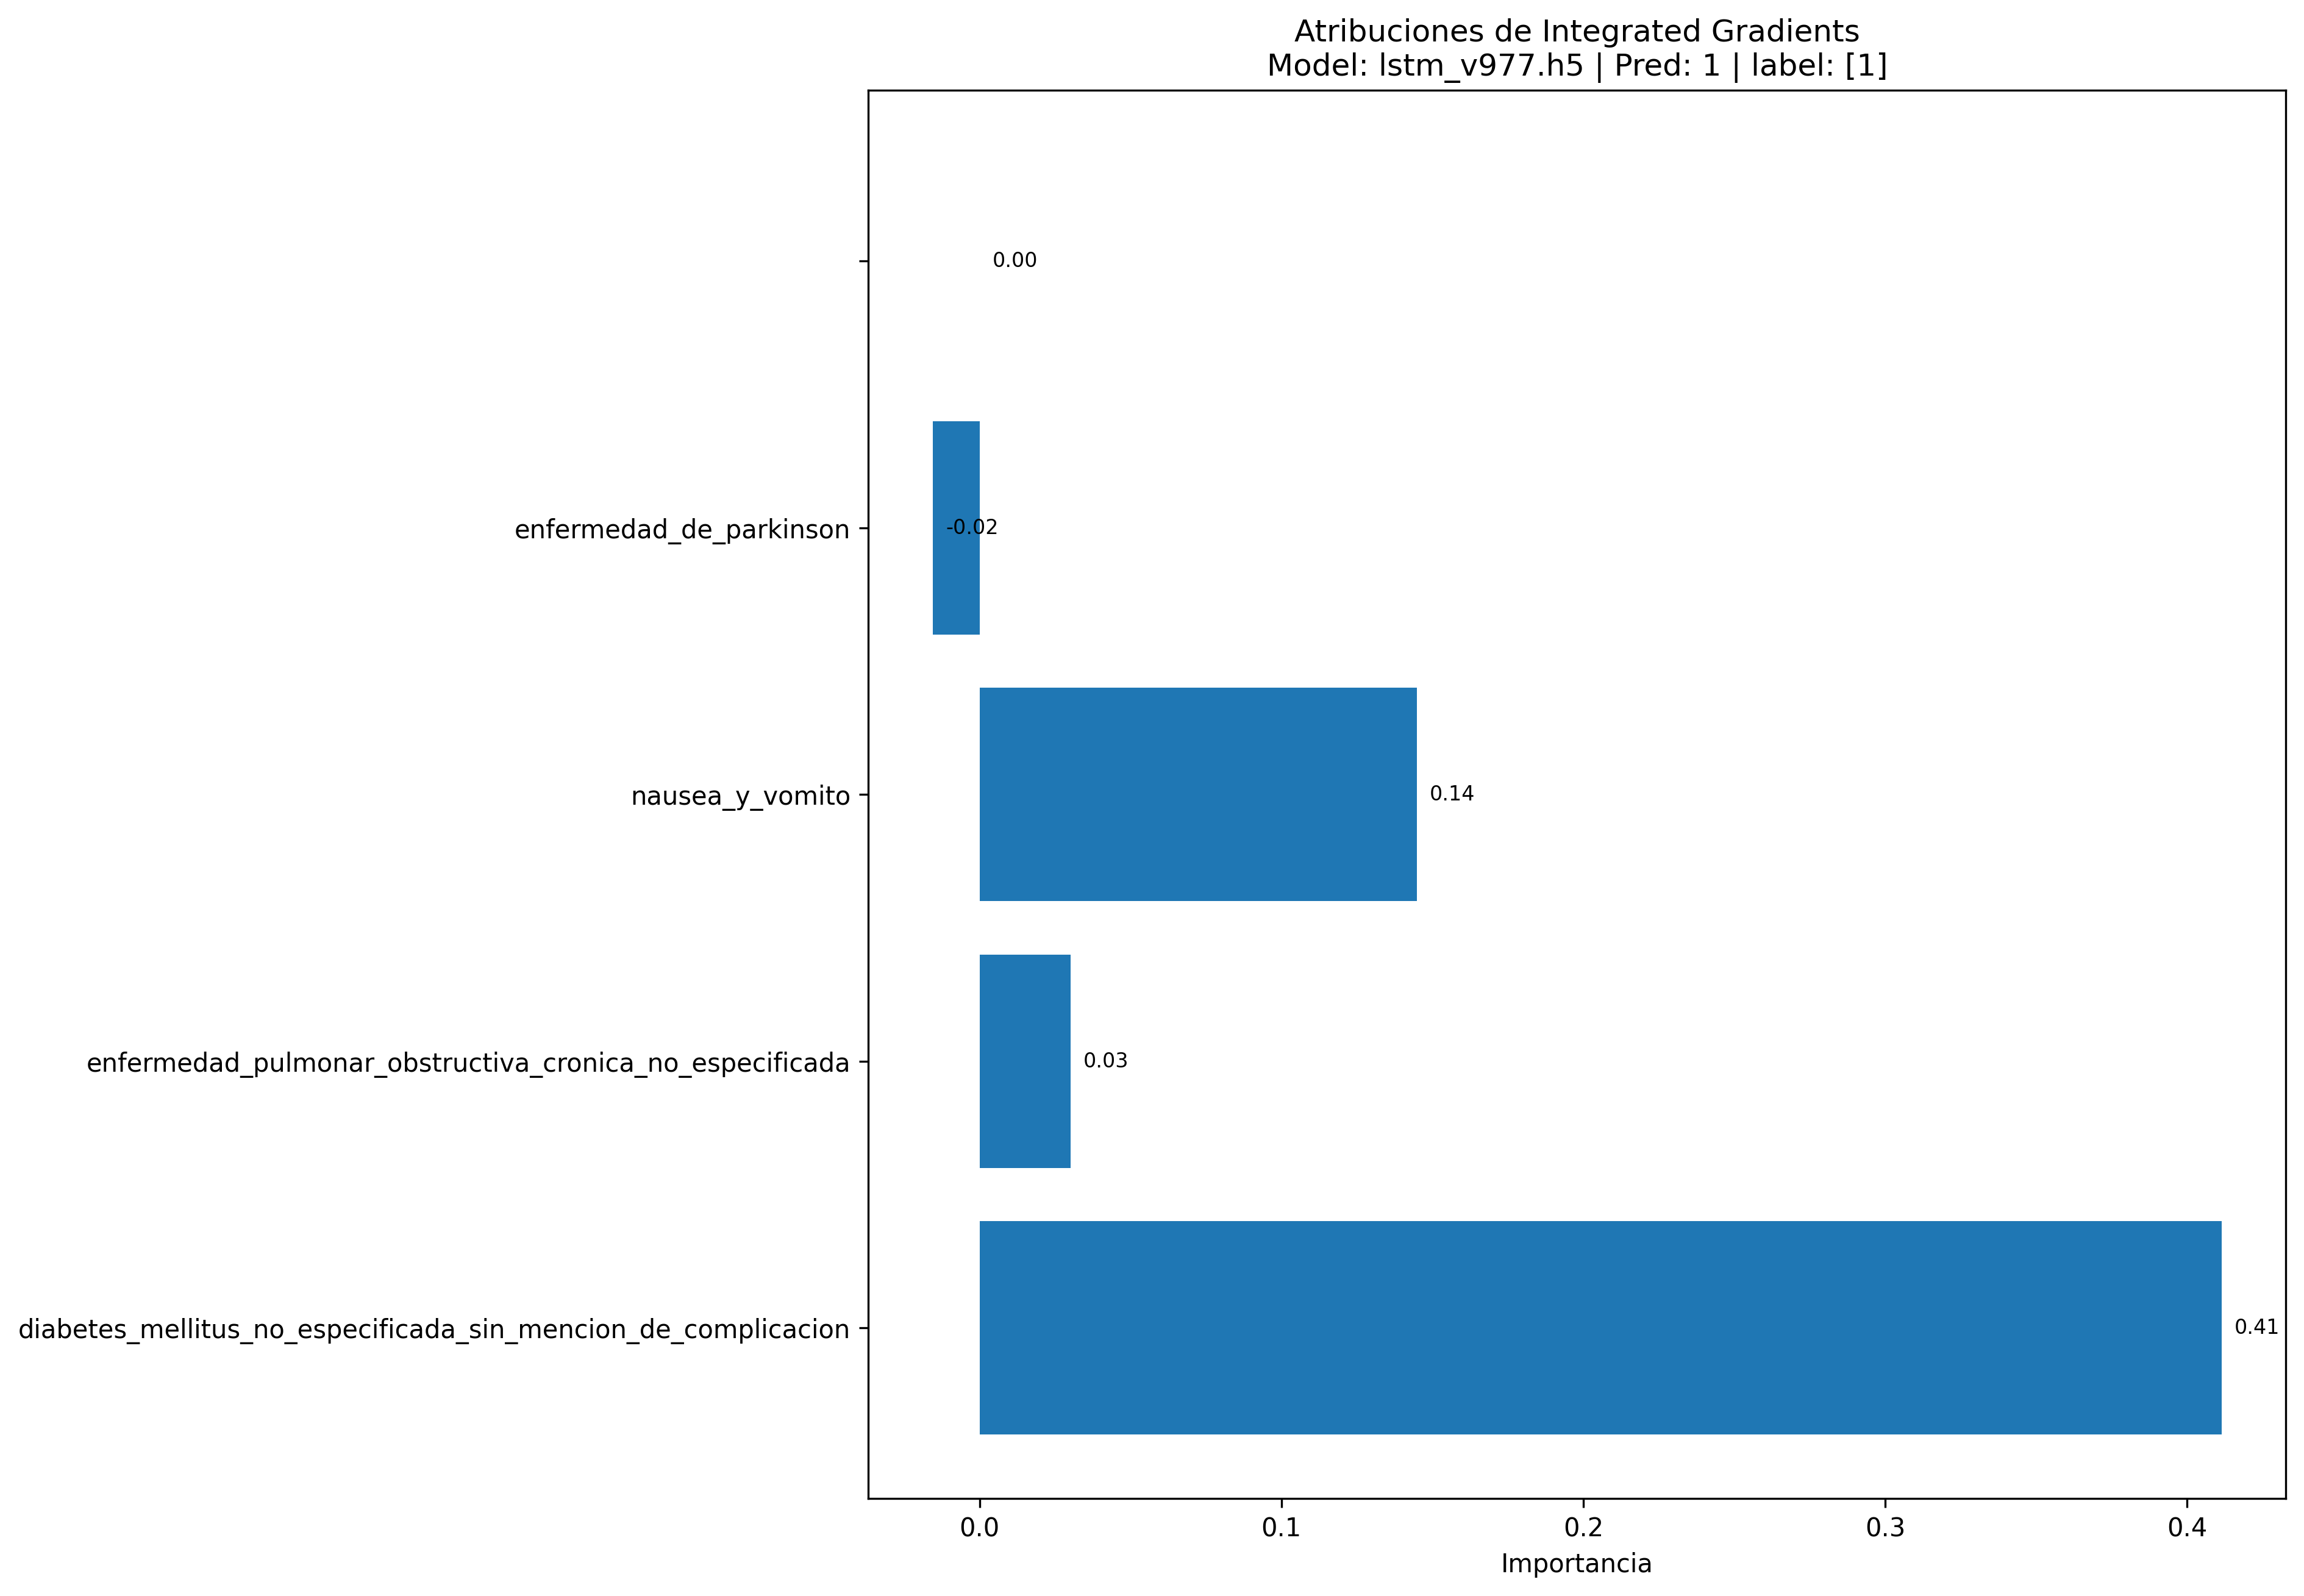 Atribuciones de Integrated Gradients
Model: lstm_v977.h5 | Pred: 1 | label: [1]
0.00
enfermedad_de_parkinson
-0.02
nausea_y_vomito
0.14
enfermedad_pulmonar_obstructiva_cronica_no_especificada
0.03
diabetes_mellitus_no_especificada_sin_mencion_de_complicacion
0.41
0.0 0.1 0.2 0.3 0.4
Importancia